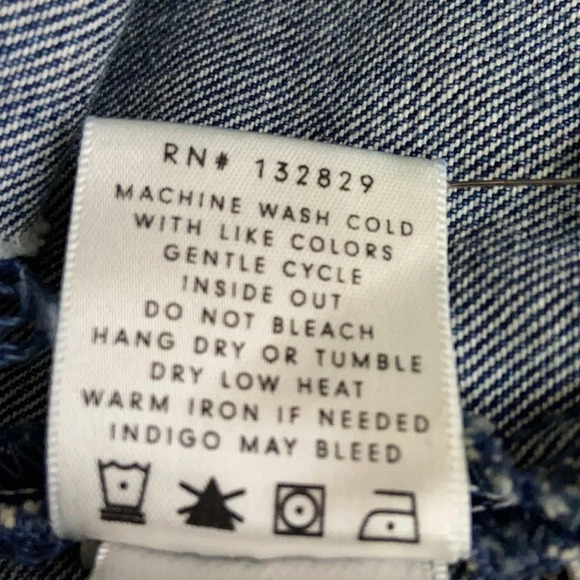 RN# 132829
MACHINE WASH COLD
WITH LIKE COLORS
GENTLE CYCLE
INSIDE OUT
DO NOT BLEACH
HANG DRY OR TUMBLE
DRY LOW HEAT
WARM IRON IF NEEDED
INDIGO MAY BLEED